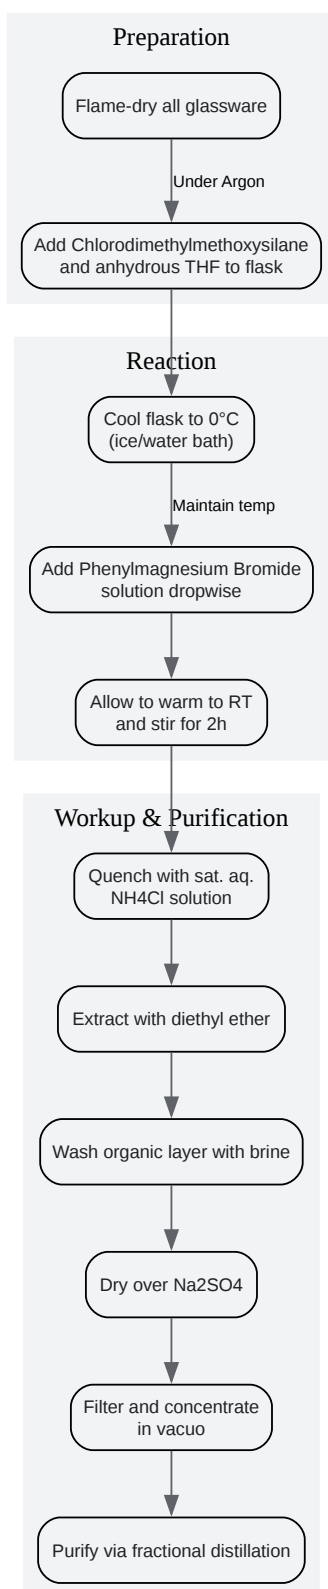 Preparation
Flame-dry all glassware
Under Argon
Add Chlorodimethylmethoxysilane
and anhydrous THF to flask
Reaction
Cool flask to 0°C
(ice/water bath)
Maintain temp
Add Phenylmagnesium Bromide
solution dropwise
Allow to warm to RT
and stir for 2h
Workup & Purification
Quench with sat. aq.
NH4Cl solution
Extract with diethyl ether
Wash organic layer with brine
Dry over Na2SO4
Filter and concentrate
in vacuo
Purify via fractional distillation